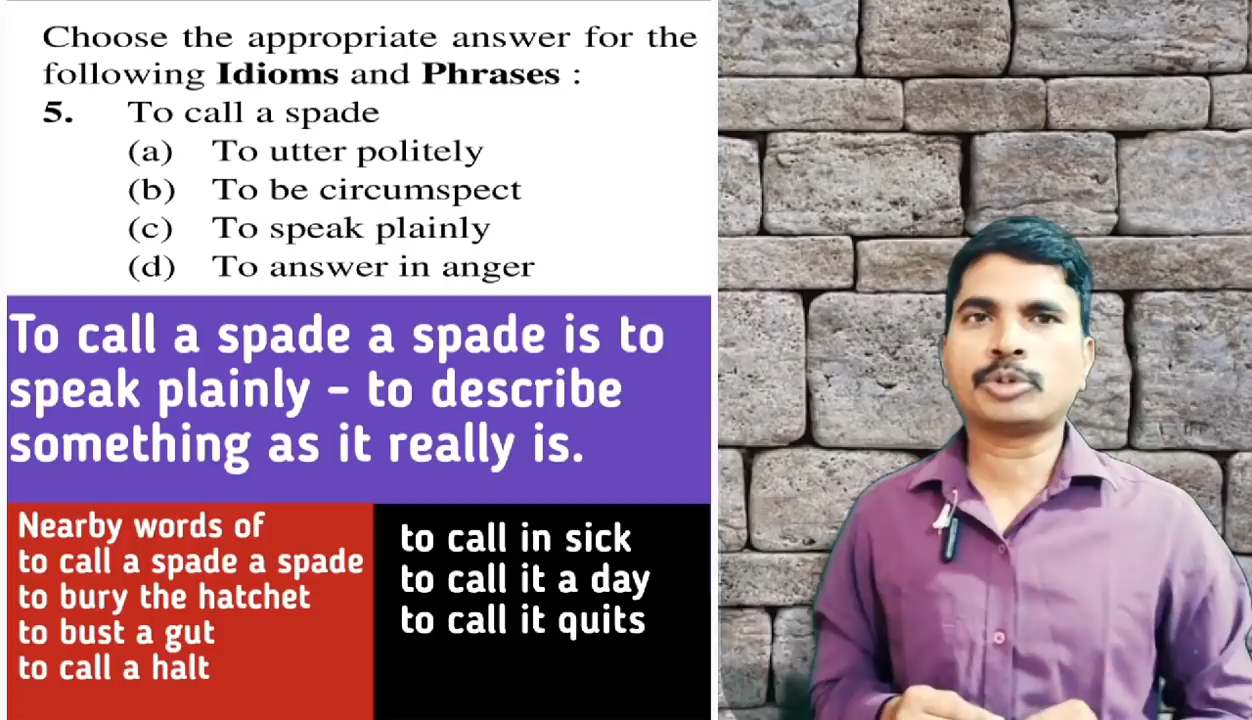 Choose the appropriate answer for the
following Idioms and Phrases :
5. To call a spade
(a) To utter politely
(b) To be circumspect
(c) To speak plainly
(d) To answer in anger
To call a spade a spade is to
speak plainly - to describe
something as it really is.
Nearby words of
to call a spade a spade
to bury the hatchet
to bust a gut
to call a halt
to call in sick
to call it a day
to call it quits